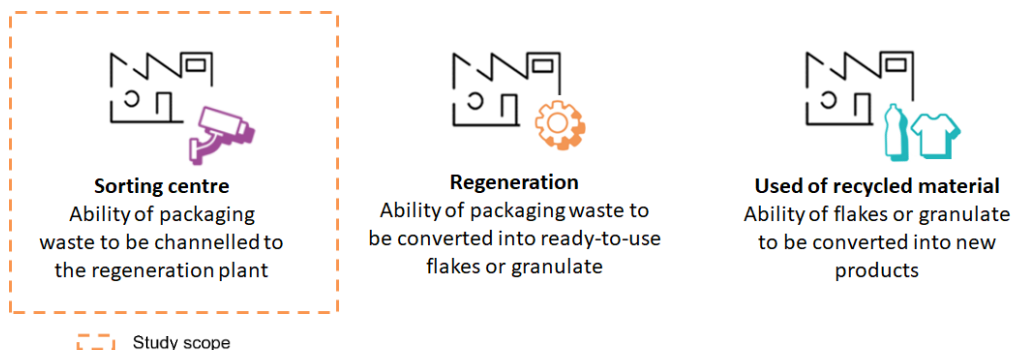 Sorting centre
Ability of packaging
waste to be channelled to
the regeneration plant
Regeneration
Ability of packaging waste to
be converted into ready-to-use
flakes or granulate
Used of recycled material
Ability of flakes or granulate
to be converted into new
products
Study scope